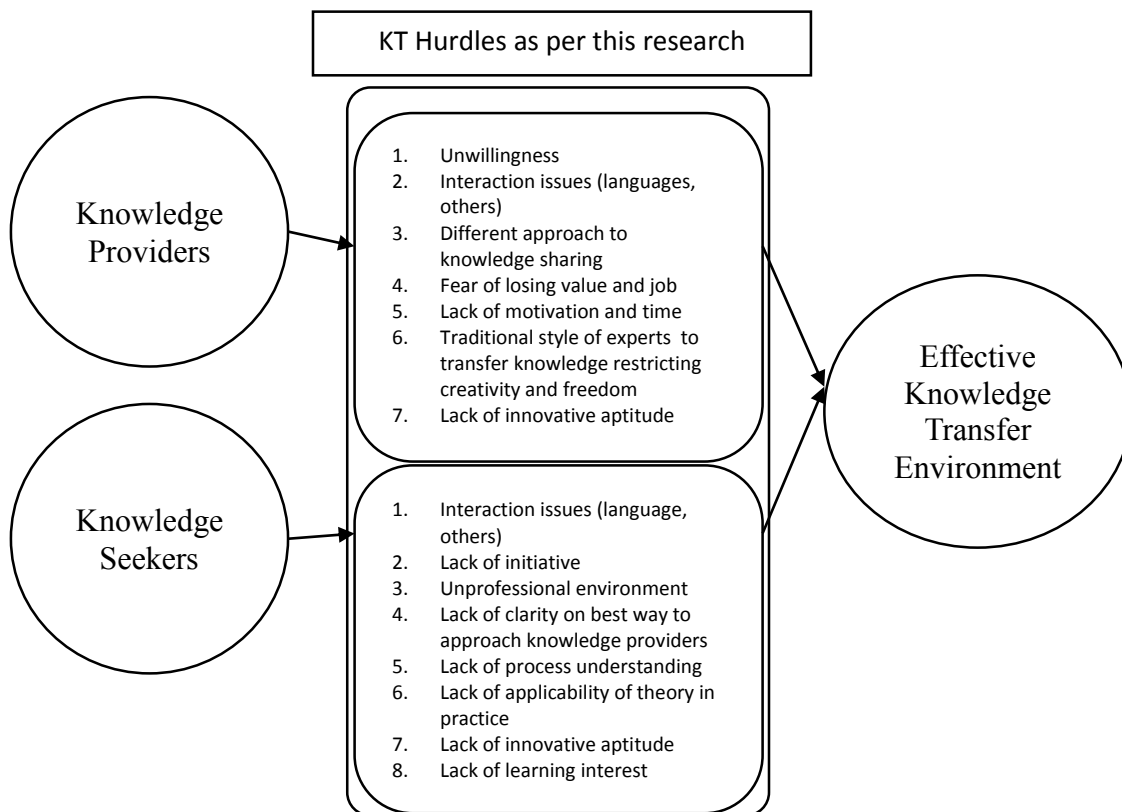 KT Hurdles as per this research
Knowledge
Providers
1. Unwillingness
2. Interaction issues (languages,
others)
3. Different approach to
knowledge sharing
4. Fear of losing value and job
5. Lack of motivation and time
6. Traditional style of experts to
transfer knowledge restricting
creativity and freedom
7. Lack of innovative aptitude
Knowledge
Seekers
1. Interaction issues (language,
others)
2. Lack of initiative
3. Unprofessional environment
4. Lack of clarity on best way to
approach knowledge providers
5. Lack of process understanding
6. Lack of applicability of theory in
practice
7. Lack of innovative aptitude
8. Lack of learning interest
Effective
Knowledge
Transfer
Environment